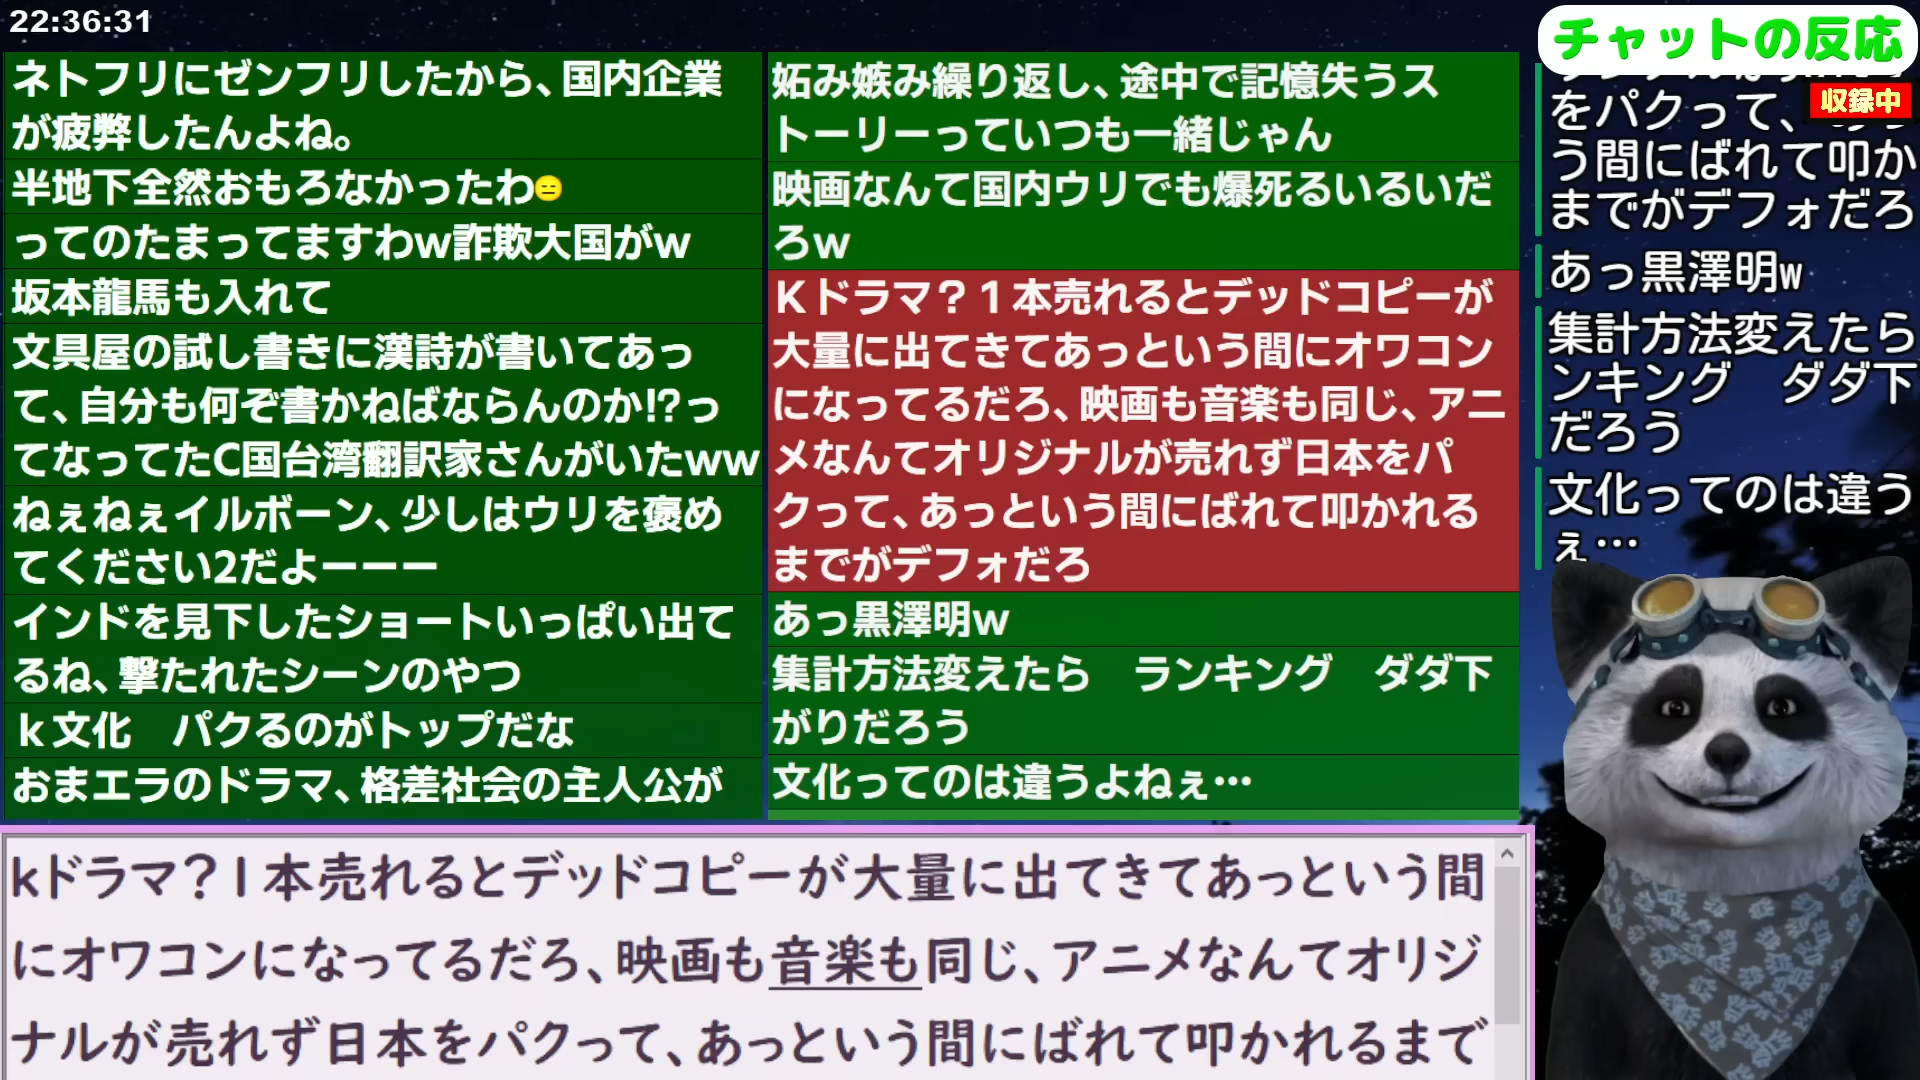 22:36:31
ネトフリにゼンフリしたから、国内企業
が疲弊したんよね。
半地下全然おもろなかったわ😑
ってのたまってますわw詐欺大国がw
坂本龍馬も入れて
文具屋の試し書きに漢詩が書いてあっ
て、自分も何ぞ書かねばならんのか⁉っ
てなってたC国台湾翻訳家さんがいたww
ねぇねぇイルボーン、少しはウリを褒め
てください2だよーーー
インドを見下したショートいっぱい出て
るね、撃たれたシーンのやつ
ｋ文化　パクるのがトップだな
おまエラのドラマ、格差社会の主人公が
妬み嫉み繰り返し、途中で記憶失うス
トーリーっていつも一緒じゃん
映画なんて国内ウリでも爆死るいるいだ
ろw
Ｋドラマ？１本売れるとデッドコピーが
大量に出てきてあっという間にオワコン
になってるだろ、映画も音楽も同じ、アニ
メなんてオリジナルが売れず日本をパ
クって、あっという間にばれて叩かれる
までがデフォだろ
あっ黒澤明w
集計方法変えたら　ランキング　ダダ下
がりだろう
文化ってのは違うよねぇ…
チャットの反応
収録中
をパクって、
う間にばれて叩か
までがデフォだろ
あっ黒澤明w
集計方法変えたら
ンキング　ダダ下
だろう
文化ってのは違う
ぇ…
kドラマ？1本売れるとデッドコピーが大量に出てきてあっという間
にオワコンになってるだろ、映画も音楽も同じ、アニメなんてオリジ
ナルが売れず日本をパクって、あっという間にばれて叩かれるまで